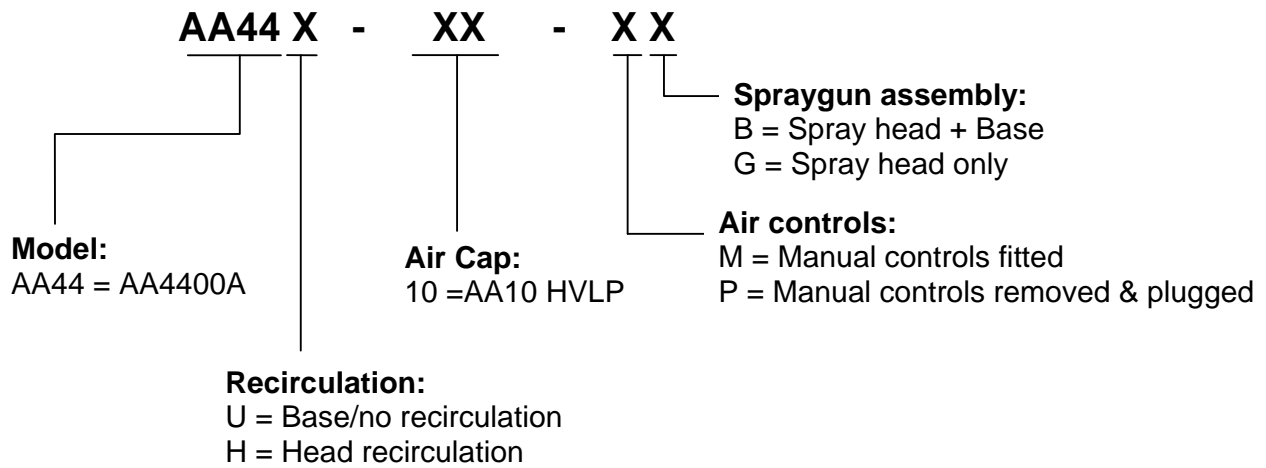 AA44 X - XX - X X
Spraygun assembly:
B = Spray head + Base
G = Spray head only
Air controls:
M = Manual controls fitted
P = Manual controls removed & plugged
Air Cap:
10 =AA10 HVLP
Model:
AA44 = AA4400A
Recirculation:
U = Base/no recirculation
H = Head recirculation